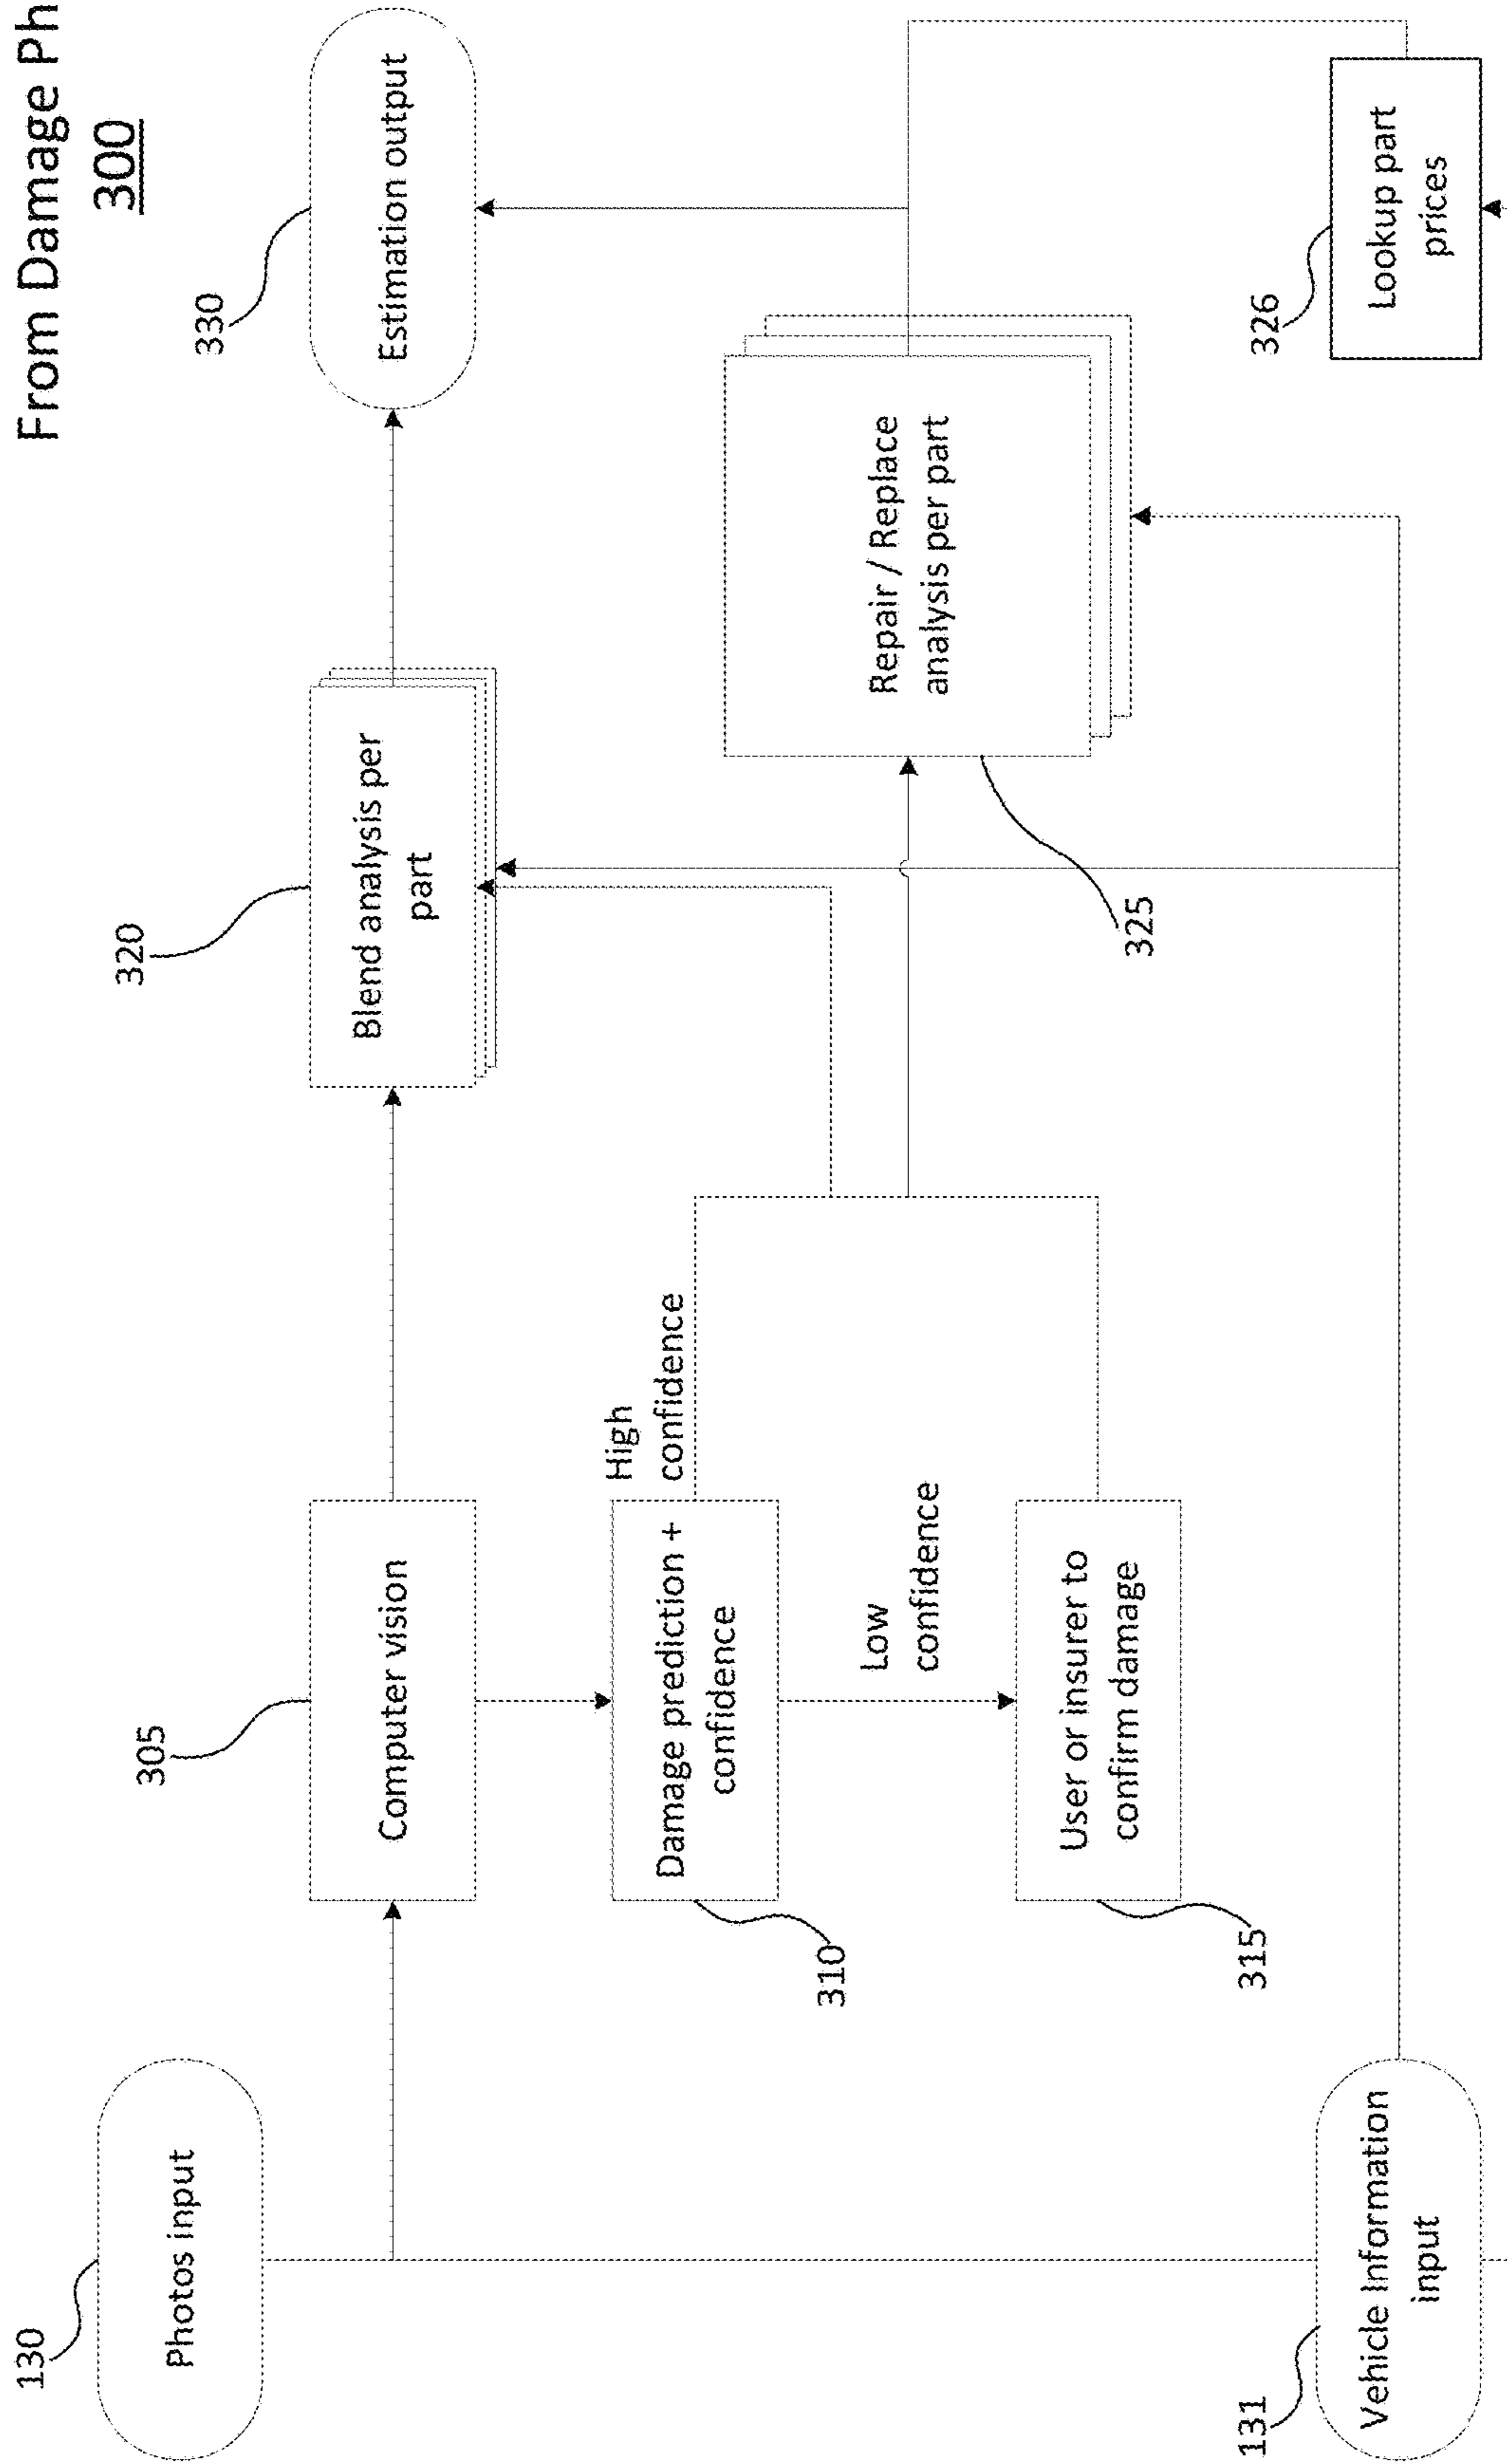 From Damage Ph
300
130
Photos input
305
Computer vision
320
Blend analysis per
part
330
Estimation output
310
Damage prediction +
confidence
High
confidence
Low
confidence
315
User or insurer to
confirm damage
325
Repair / Replace
analysis per part
131
Vehicle Information
input
326
Lookup part
prices